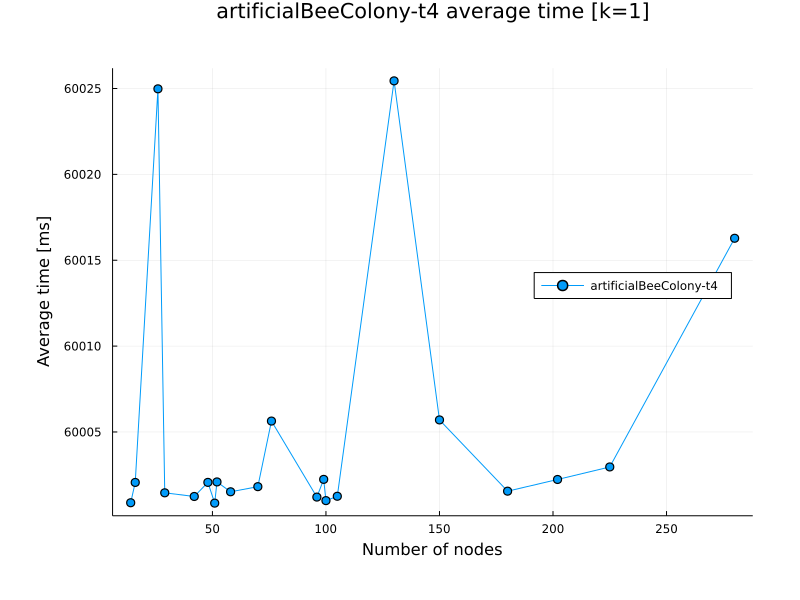 artificialBeeColony-t4 average time [k=1]
60025
60020
60015
60010
60005
Average time [ms]
artificialBeeColony-t4
50 100 150 200 250
Number of nodes